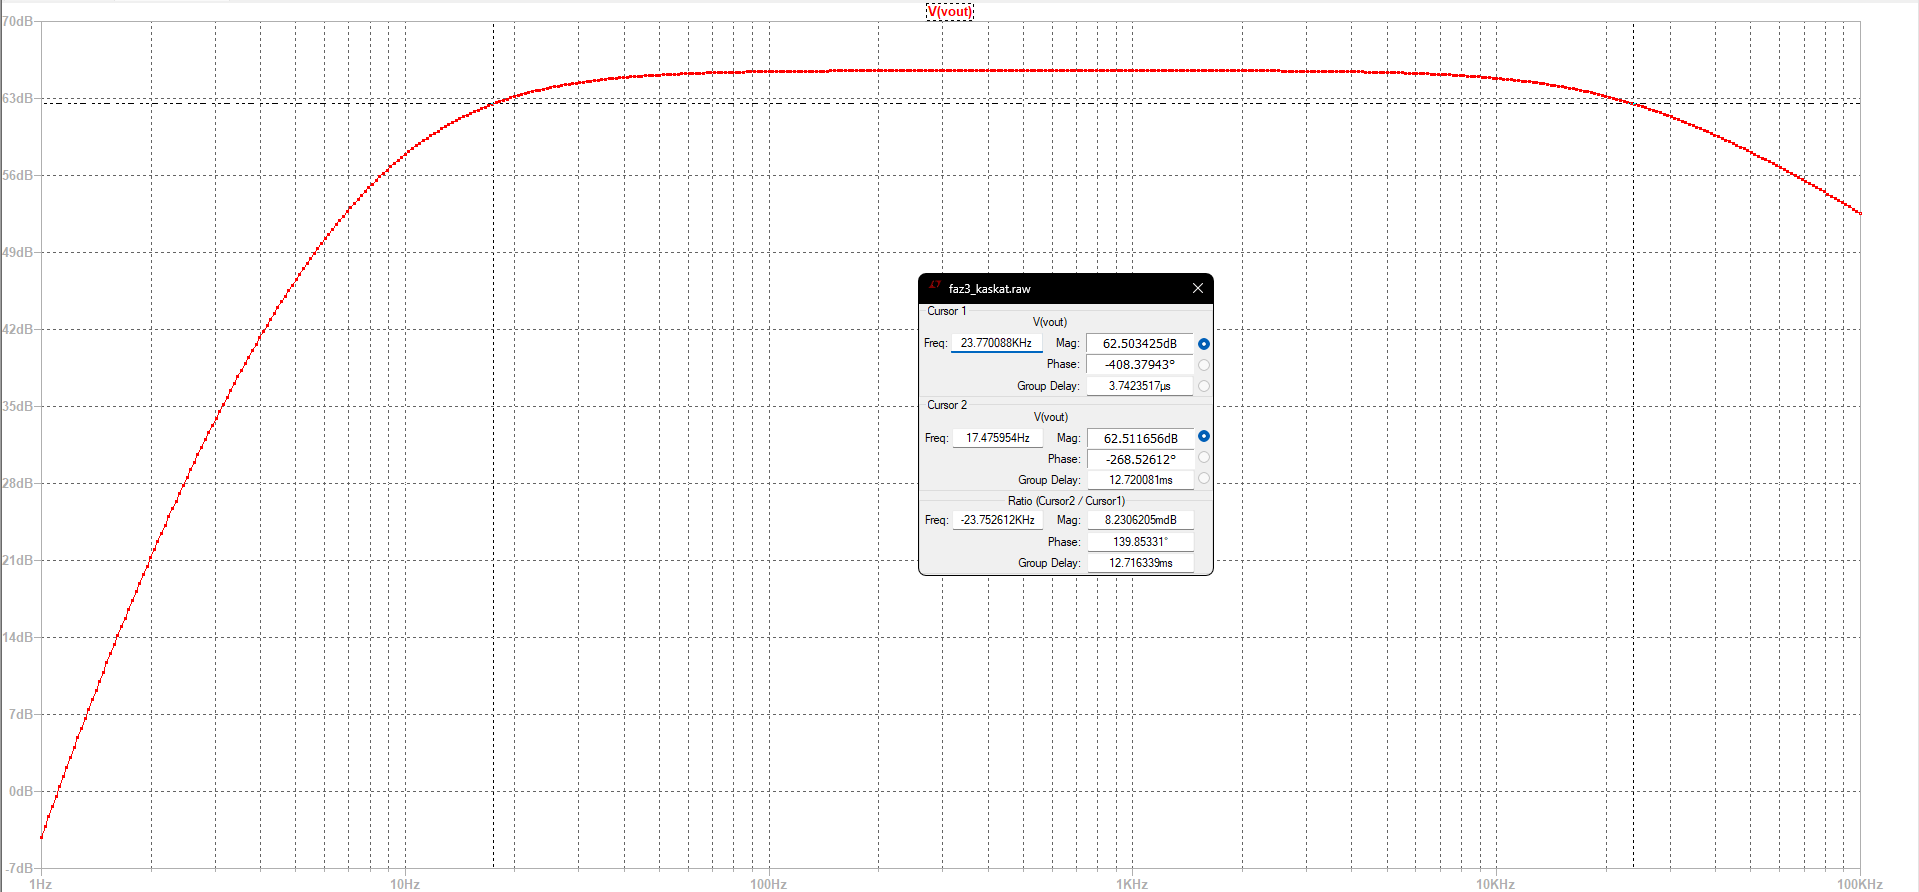 V(vout)
70dB
63dB
56dB
49dB
42dB
35dB
28dB
21dB
14dB
7dB
0dB
-7dB
1Hz 10Hz 100Hz 1KHz 10KHz 100KHz
faz3_kaskat.raw
Cursor 1
V(vout)
Freq: 23.770088KHz Mag: 62.503425dB
Phase: -408.37943°
Group Delay: 3.7423517µs
Cursor 2
V(vout)
Freq: 17.475954Hz Mag: 62.511656dB
Phase: -268.52612°
Group Delay: 12.720081ms
Ratio (Cursor2 / Cursor1)
Freq: -23.752612KHz Mag: 8.2306205mdB
Phase: 139.85331°
Group Delay: 12.716339ms